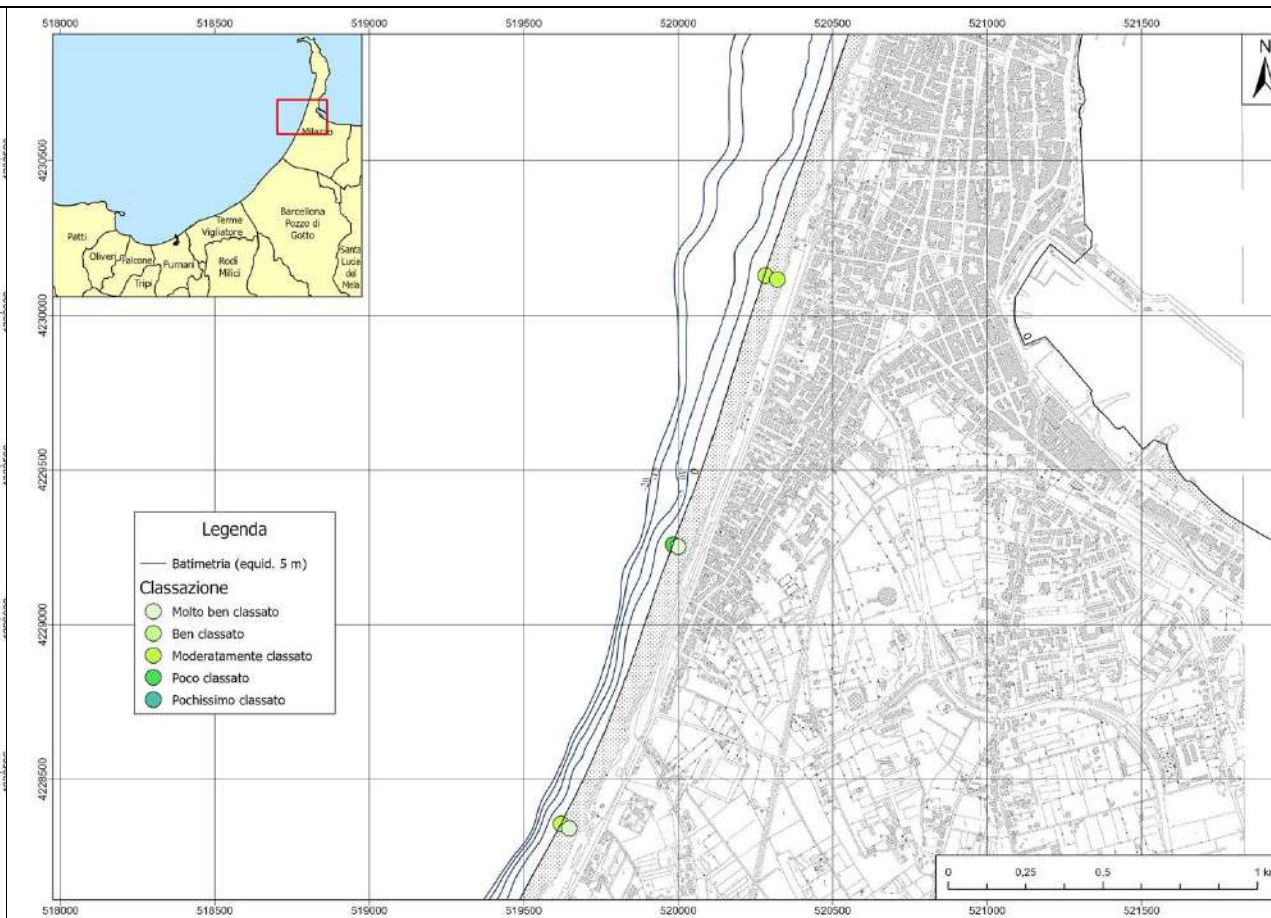 518000 518500 519000 519500 520000 520500 521000 521500
N
Milazzo
Patti
Oliveri
Falcone
Tripi
Furnari
Terme
Vigliatore
Rodì
Milici
Barcellona
Pozzo di
Gotto
Santa
Lucia
del
Mela
4230500
4230000
4229500
4229000
4228500
0
Legenda
Batimetria (equid. 5 m)
Classazione
Molto ben classato
Ben classato
Moderatamente classato
Poco classato
Pochissimo classato
0 0,25 0,5 1 km
518000 518500 519000 519500 520000 520500 521000 521500